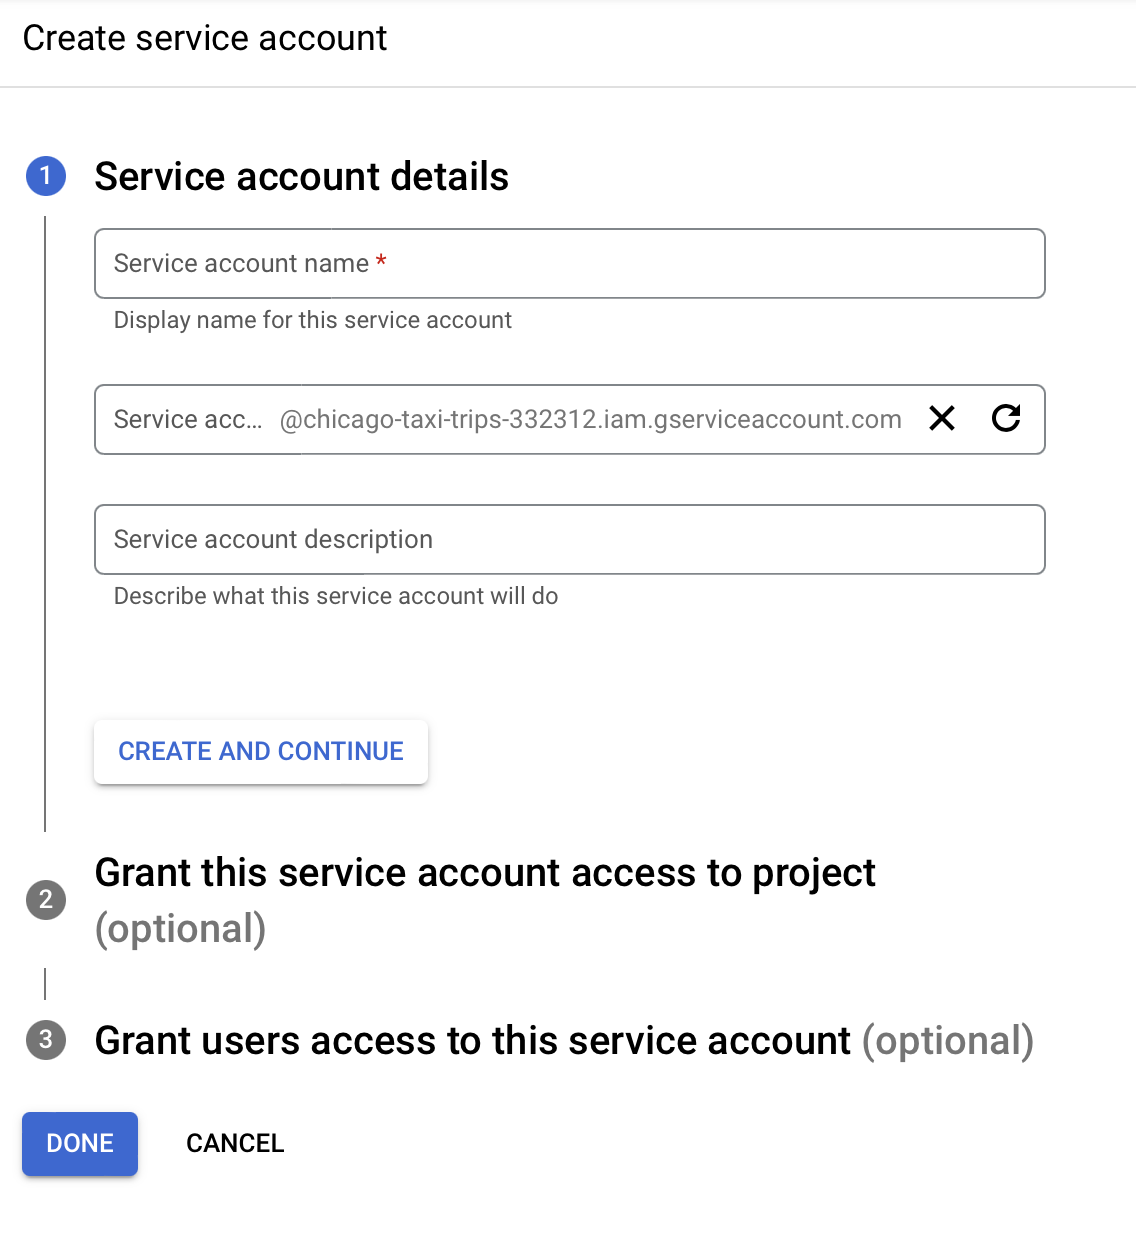 Create service account
1 Service account details
Service account name *
Display name for this service account
Service acc... @chicago-taxi-trips-332312.iam.gserviceaccount.com
Service account description
Describe what this service account will do
CREATE AND CONTINUE
2 Grant this service account access to project
(optional)
3 Grant users access to this service account (optional)
DONE CANCEL